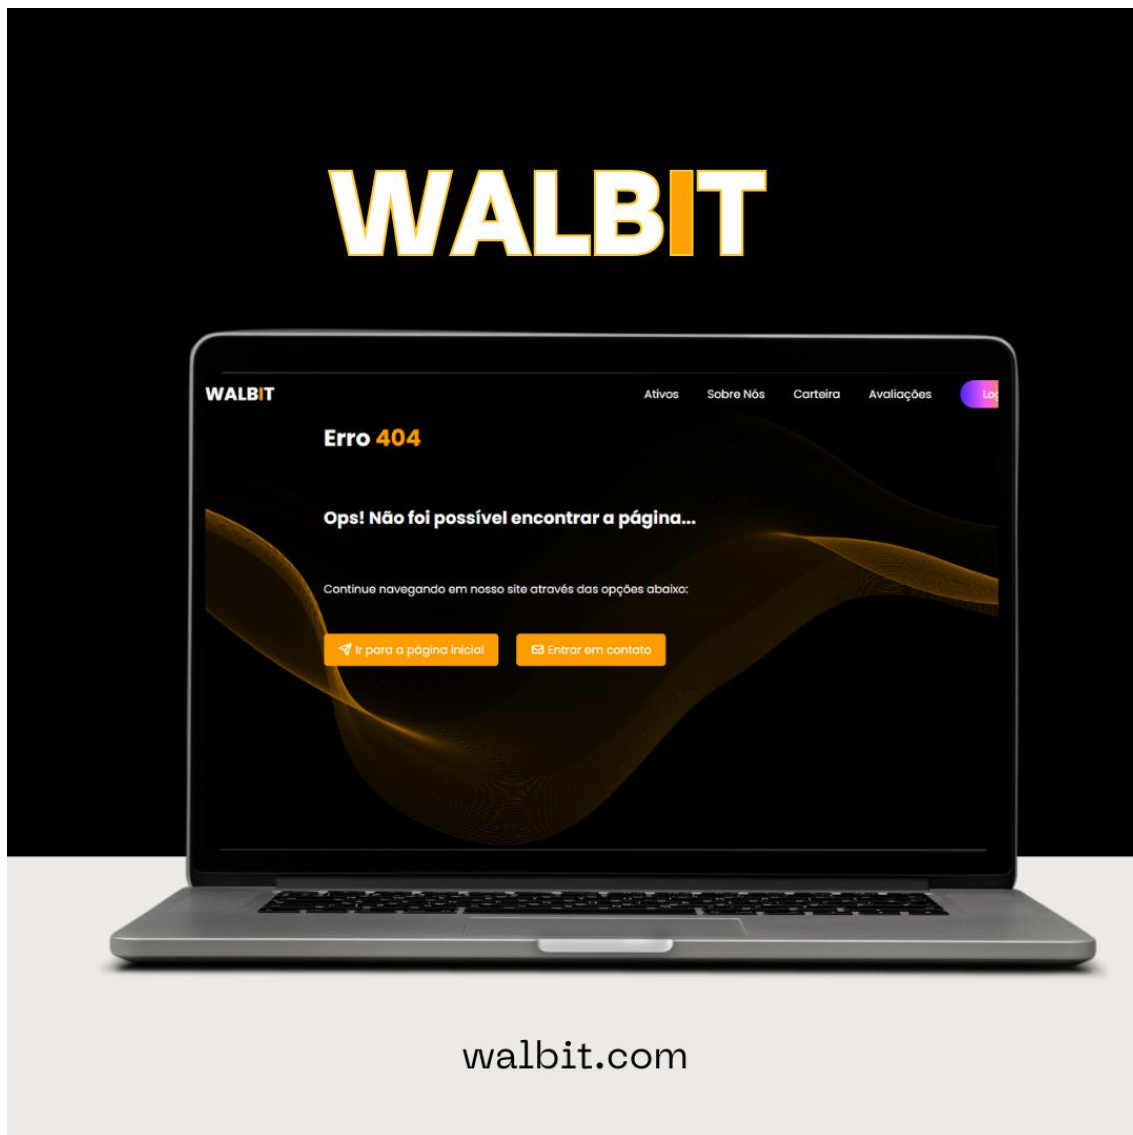 WALBIT
WALBIT Ativos Sobre Nós Carteira Avaliações
Erro 404
Ops! Não foi possível encontrar a página...
Continue navegando em nosso site através das opções abaixo:
Ir para a página inicial Entrar em contato
walbit.com